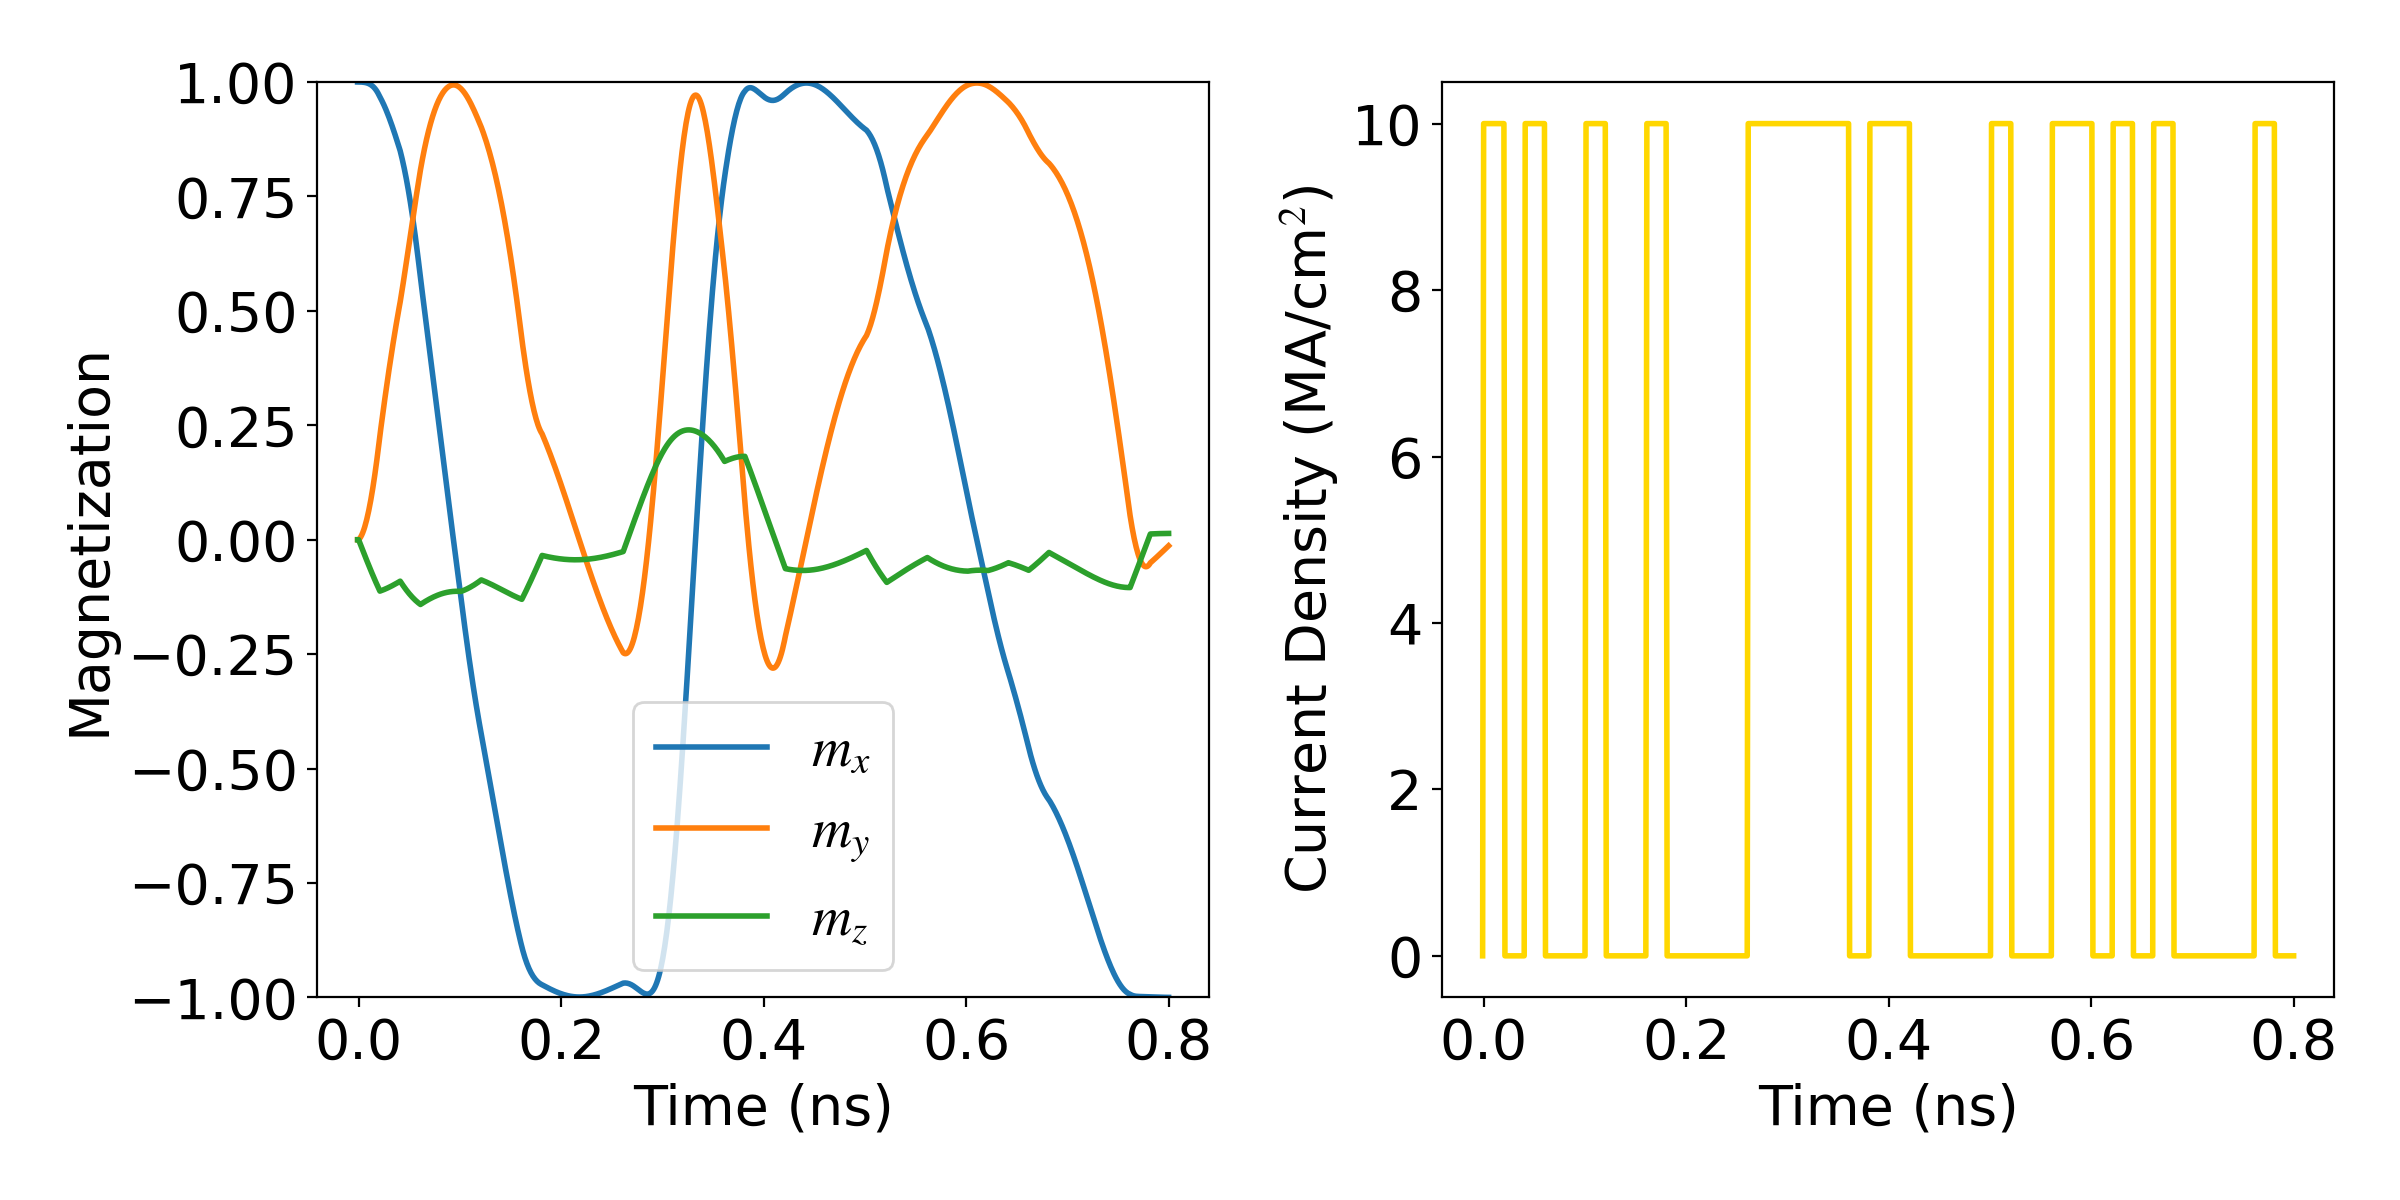 Magnetization
1.00
0.75
0.50
0.25
0.00
−0.25
−0.50
−0.75
−1.00
0.0 0.2 0.4 0.6 0.8
Time (ns)
m_x
m_y
m_z
Current Density (MA/cm²)
10
8
6
4
2
0
0.0 0.2 0.4 0.6 0.8
Time (ns)